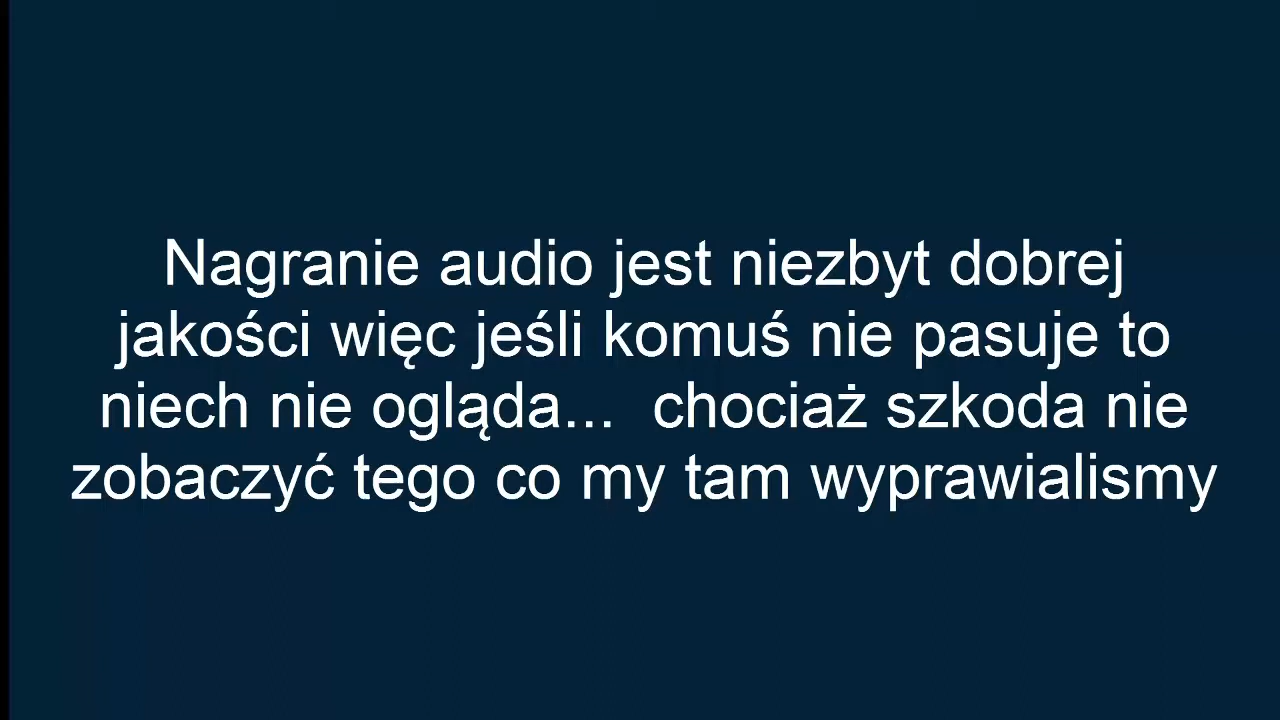 Nagranie audio jest niezbyt dobrej
jakości więc jeśli komuś nie pasuje to
niech nie ogląda...  chociaż szkoda nie
zobaczyć tego co my tam wyprawialismy